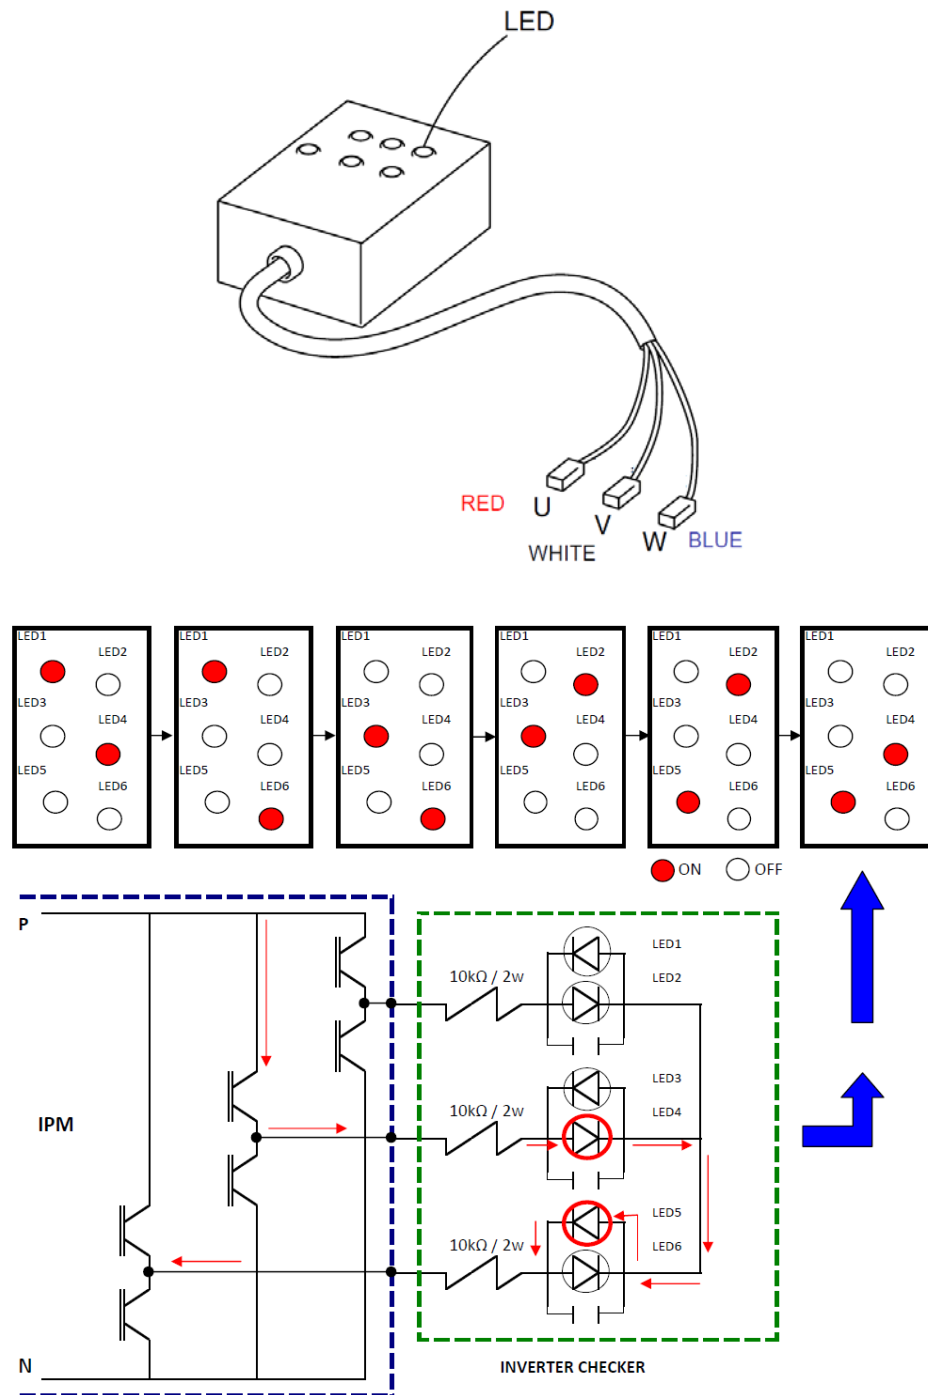 LED
RED U
V
W BLUE
WHITE
LED1 LED1 LED1 LED1 LED1 LED1
LED2 LED2 LED2 LED2 LED2 LED2
LED3 LED3 LED3 LED3 LED3 LED3
LED4 LED4 LED4 LED4 LED4 LED4
LED5 LED5 LED5 LED5 LED5 LED5
LED6 LED6 LED6 LED6 LED6 LED6
ON OFF
P
LED1
10kΩ / 2w LED2
LED3
10kΩ / 2w LED4
IPM
LED5
10kΩ / 2w LED6
N
INVERTER CHECKER